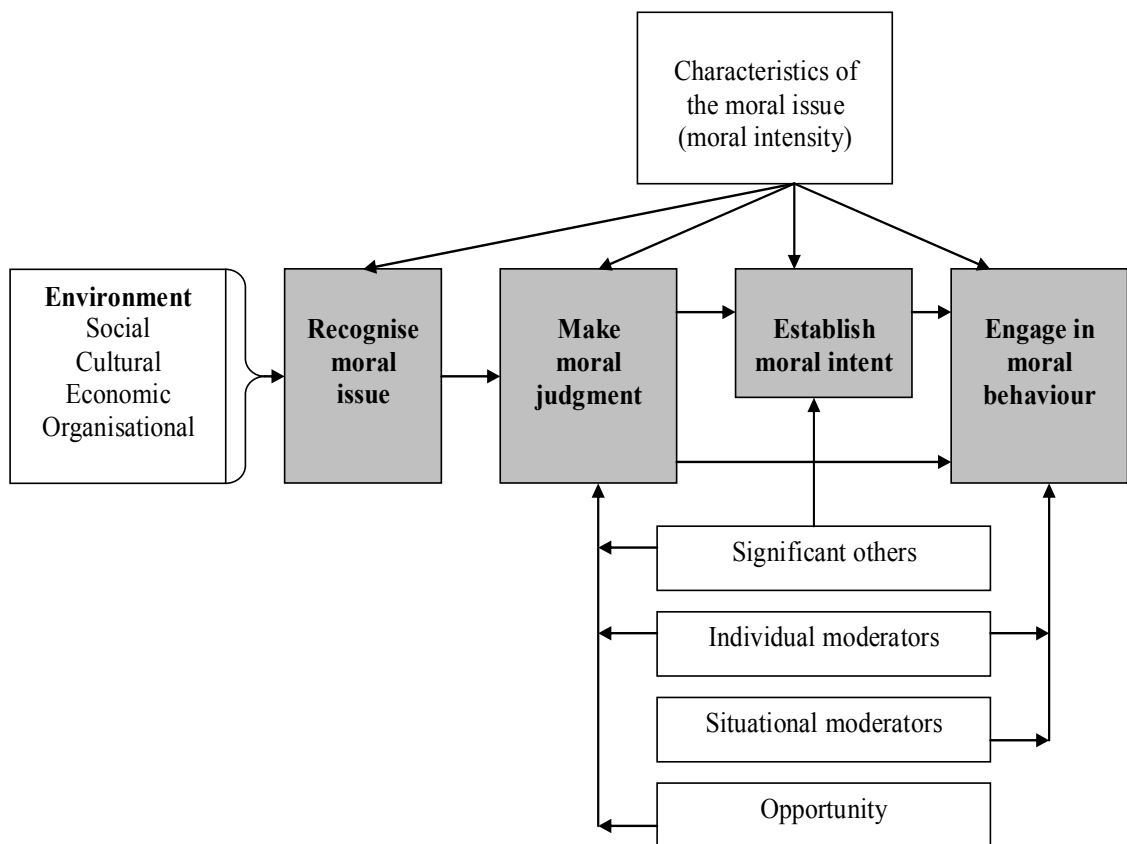 Characteristics of
the moral issue
(moral intensity)
Environment
Social
Cultural
Economic
Organisational
Recognise
moral
issue
Make
moral
judgment
Establish
moral intent
Engage in
moral
behaviour
Significant others
Individual moderators
Situational moderators
Opportunity